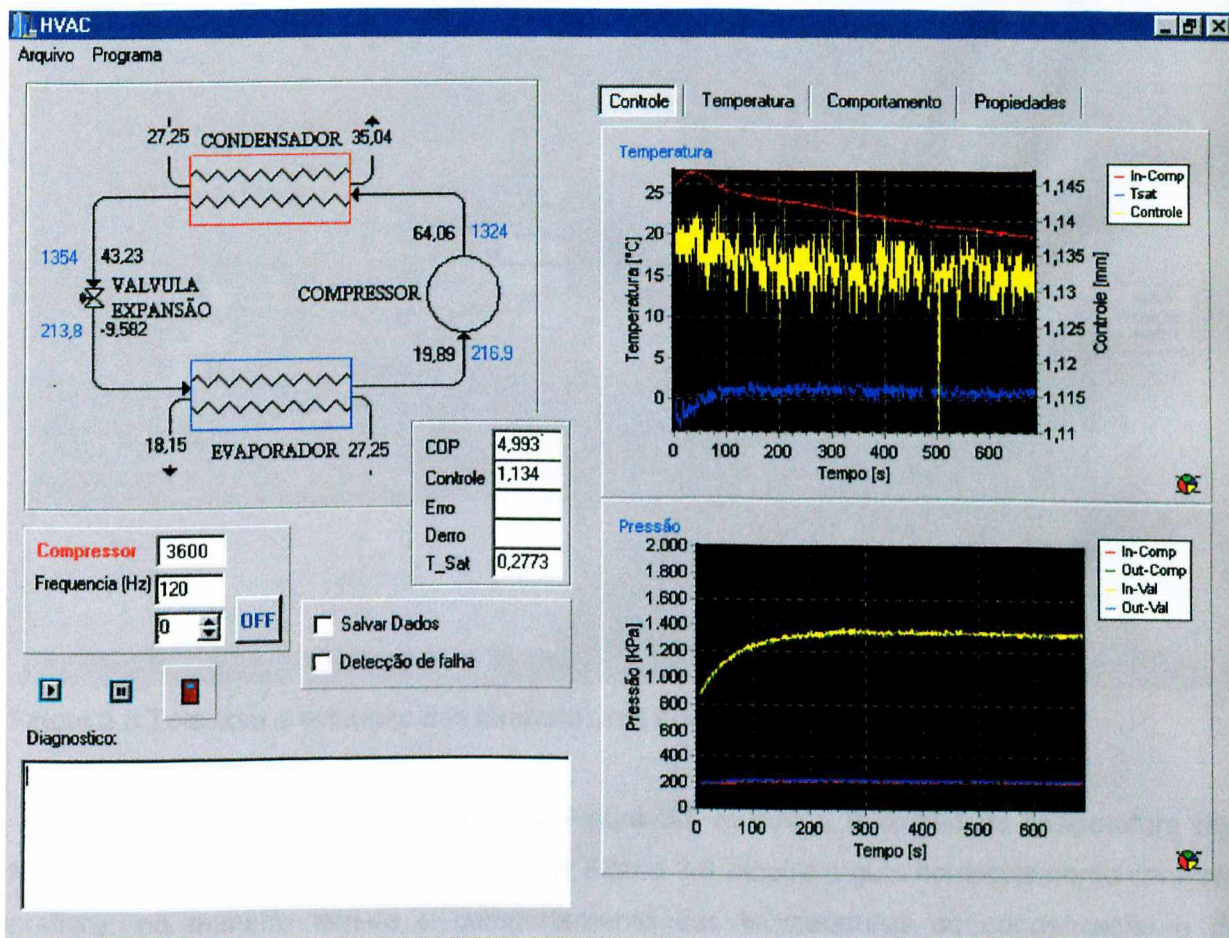 HVAC
Arquivo Programa
27,25 CONDENSADOR 35,04
64,06 1324
1354 43,23
VALVULA
EXPANSÃO
COMPRESSOR
213,8 -9,582
19,89 216,9
18,15 EVAPORADOR 27,25
COP 4,993
Controle 1,134
Erro
Derro
T_Sat 0,2773
Compressor 3600
Frequencia (Hz) 120
0 OFF
Salvar Dados
Detecção de falha
Diagnostico:
Controle Temperatura Comportamento Propiedades
Temperatura
In-Comp
Tsat
Controle
Temperatura [°C]
25
20
15
10
5
0
Controle [mm]
1,145
1,14
1,135
1,13
1,125
1,12
1,115
1,11
0 100 200 300 400 500 600
Tempo [s]
Pressão
In-Comp
Out-Comp
In-Val
Out-Val
Pressão [KPa]
2.000
1.800
1.600
1.400
1.200
1.000
800
600
400
200
0
0 100 200 300 400 500 600
Tempo [s]